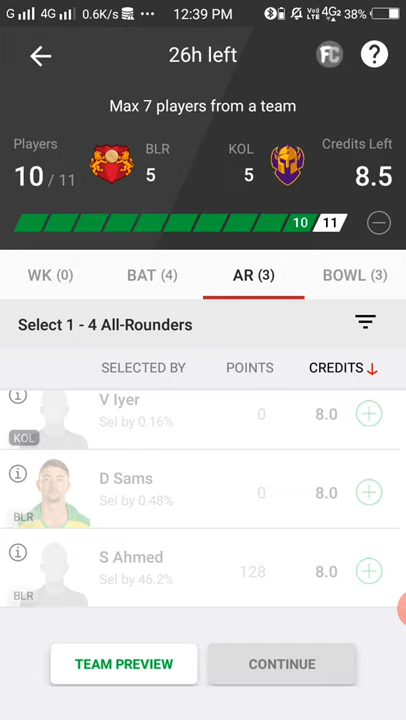 G 4G 0.6K/s ••• 12:39 PM VoLTE 4G 38%
26h left FC ?
Max 7 players from a team
Players BLR KOL Credits Left
10 / 11 5 5 8.5
10 11
WK (0) BAT (4) AR (3) BOWL (3)
Select 1 - 4 All-Rounders
SELECTED BY POINTS CREDITS
V Iyer
Sel by 0.16% 0 8.0
KOL
D Sams
Sel by 0.48% 0 8.0
BLR
S Ahmed
Sel by 46.2% 128 8.0
BLR
TEAM PREVIEW CONTINUE